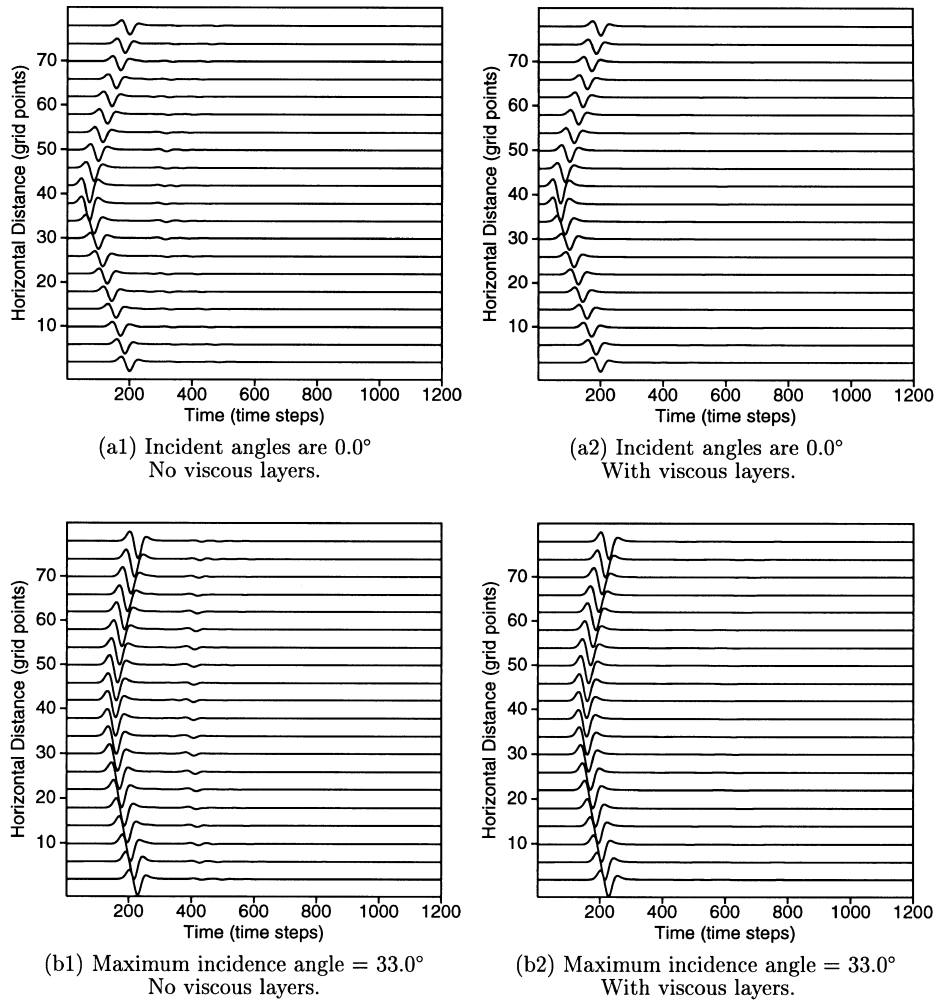 Horizontal Distance (grid points)
70
60
50
40
30
20
10
200 400 600 800 1000 1200
Time (time steps)
(a1) Incident angles are 0.0°
No viscous layers.
Horizontal Distance (grid points)
70
60
50
40
30
20
10
200 400 600 800 1000 1200
Time (time steps)
(a2) Incident angles are 0.0°
With viscous layers.
Horizontal Distance (grid points)
70
60
50
40
30
20
10
200 400 600 800 1000 1200
Time (time steps)
(b1) Maximum incidence angle = 33.0°
No viscous layers.
Horizontal Distance (grid points)
70
60
50
40
30
20
10
200 400 600 800 1000 1200
Time (time steps)
(b2) Maximum incidence angle = 33.0°
With viscous layers.